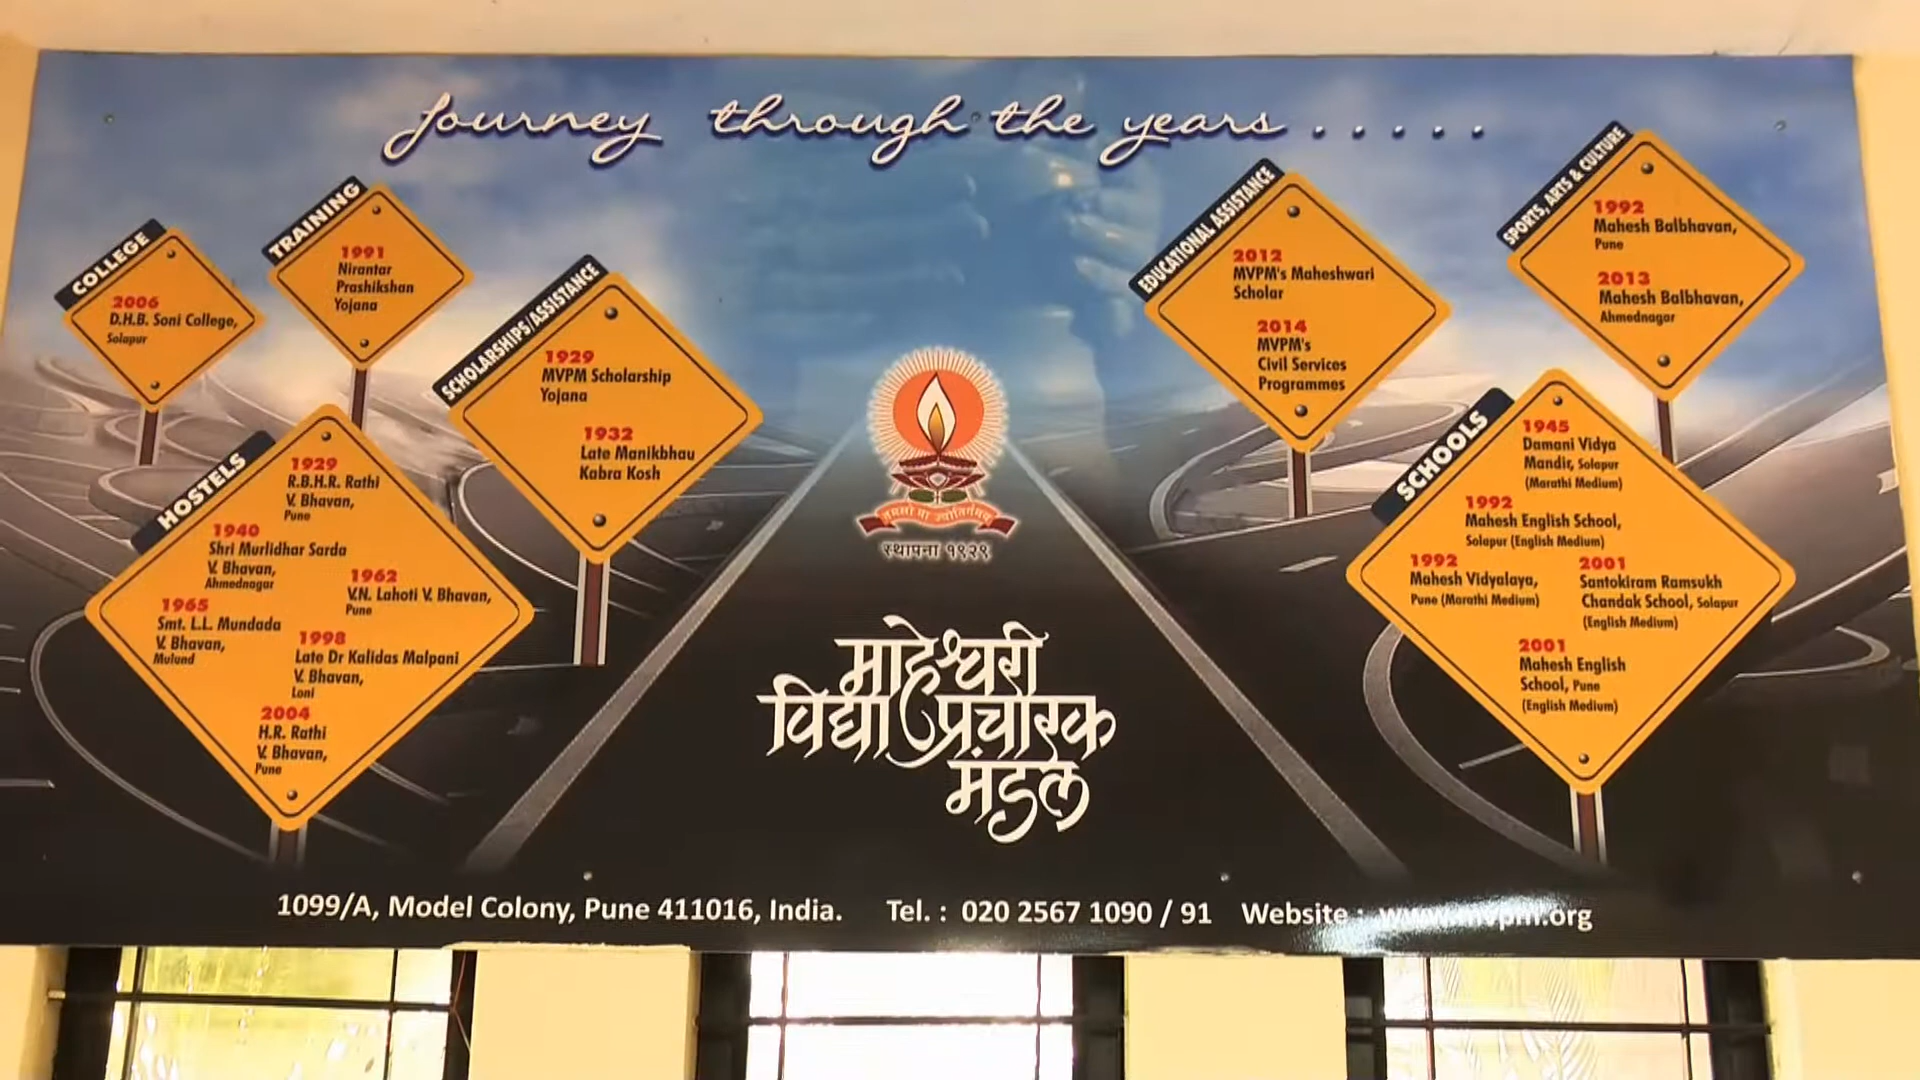 Journey through the years . . . . .
COLLEGE
2006
D.H.B. Soni College,
Solapur
TRAINING
1991
Nirantar
Prashikshan
Yojana
SCHOLARSHIPS/ASSISTANCE
1929
MVPM Scholarship
Yojana
1932
Late Manikbhau
Kabra Kosh
HOSTELS
1929
R.B.H.R. Rathi
V. Bhavan,
Pune
1940
Shri Murlidhar Sarda
V. Bhavan,
Ahmednagar
1962
V.N. Lahoti V. Bhavan,
Pune
1965
Smt. L.L. Mundada
V. Bhavan,
Mulund
1998
Late Dr Kalidas Malpani
V. Bhavan,
Loni
2004
H.R. Rathi
V. Bhavan,
Pune
तमसो मा ज्योतिर्गमय
स्थापना १९२९
माहेश्वरी
विद्या प्रचारक
मंडल
EDUCATIONAL ASSISTANCE
2012
MVPM's Maheshwari
Scholar
2014
MVPM's
Civil Services
Programmes
SPORTS, ARTS & CULTURE
1992
Mahesh Balbhavan,
Pune
2013
Mahesh Balbhavan,
Ahmednagar
SCHOOLS
1945
Damani Vidya
Mandir, Solapur
(Marathi Medium)
1992
Mahesh English School,
Solapur (English Medium)
1992
Mahesh Vidyalaya,
Pune (Marathi Medium)
2001
Santokiram Ramsukh
Chandak School, Solapur
(English Medium)
2001
Mahesh English
School, Pune
(English Medium)
1099/A, Model Colony, Pune 411016, India. Tel. : 020 2567 1090 / 91 Website : www.mvpm.org